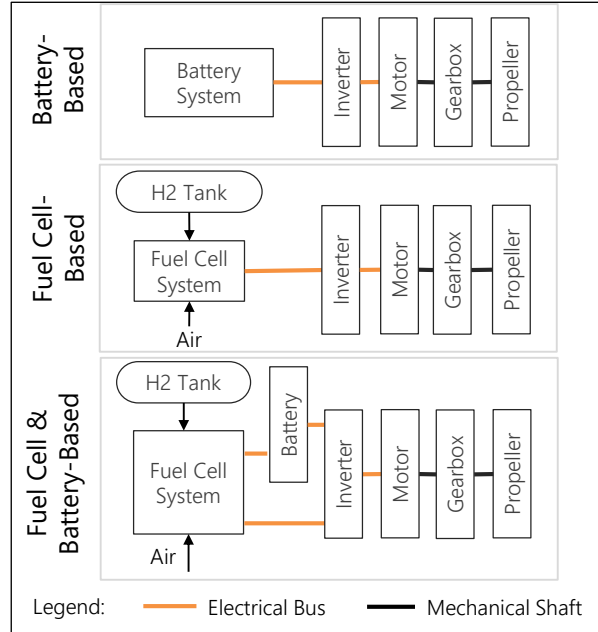 Battery-
Based
Battery
System
Inverter
Motor
Gearbox
Propeller
Fuel Cell-
Based
H2 Tank
Fuel Cell
System
Air
Inverter
Motor
Gearbox
Propeller
Fuel Cell &
Battery-Based
H2 Tank
Fuel Cell
System
Air
Battery
Inverter
Motor
Gearbox
Propeller
Legend:
Electrical Bus
Mechanical Shaft